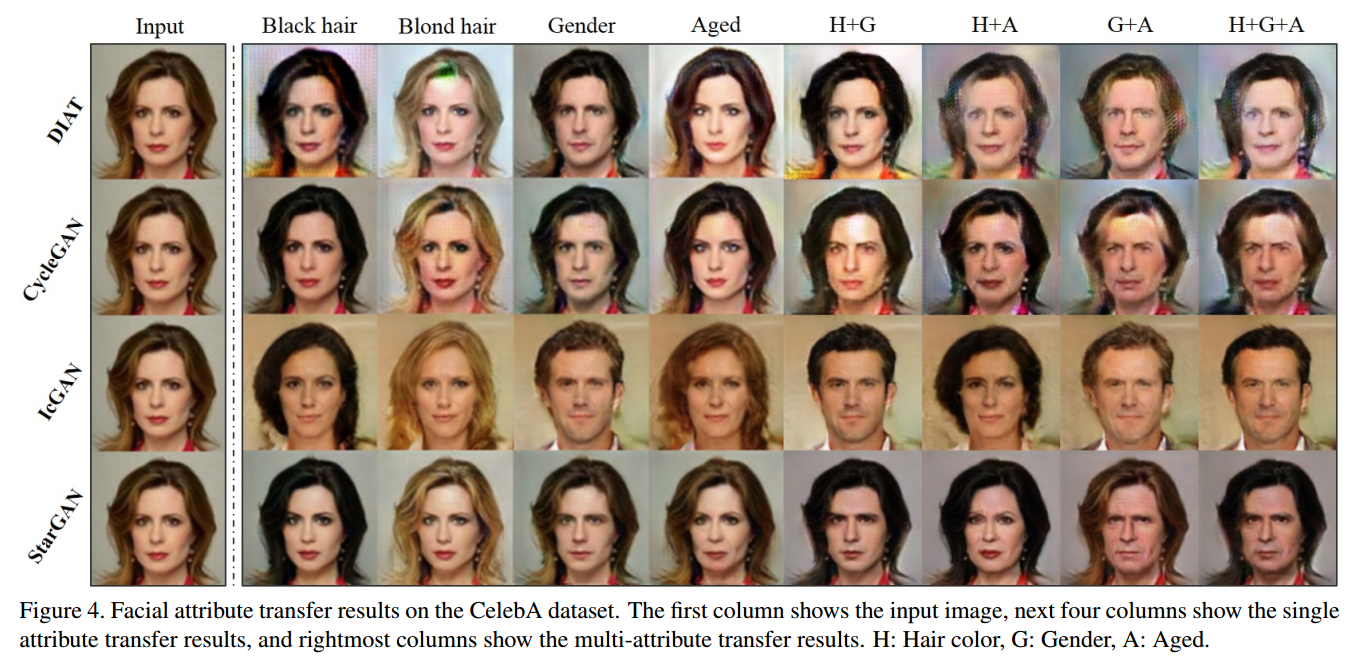 Input Black hair Blond hair Gender Aged H+G H+A G+A H+G+A
DIAT
CycleGAN
IcGAN
StarGAN
Figure 4. Facial attribute transfer results on the CelebA dataset. The first column shows the input image, next four columns show the single
attribute transfer results, and rightmost columns show the multi-attribute transfer results. H: Hair color, G: Gender, A: Aged.